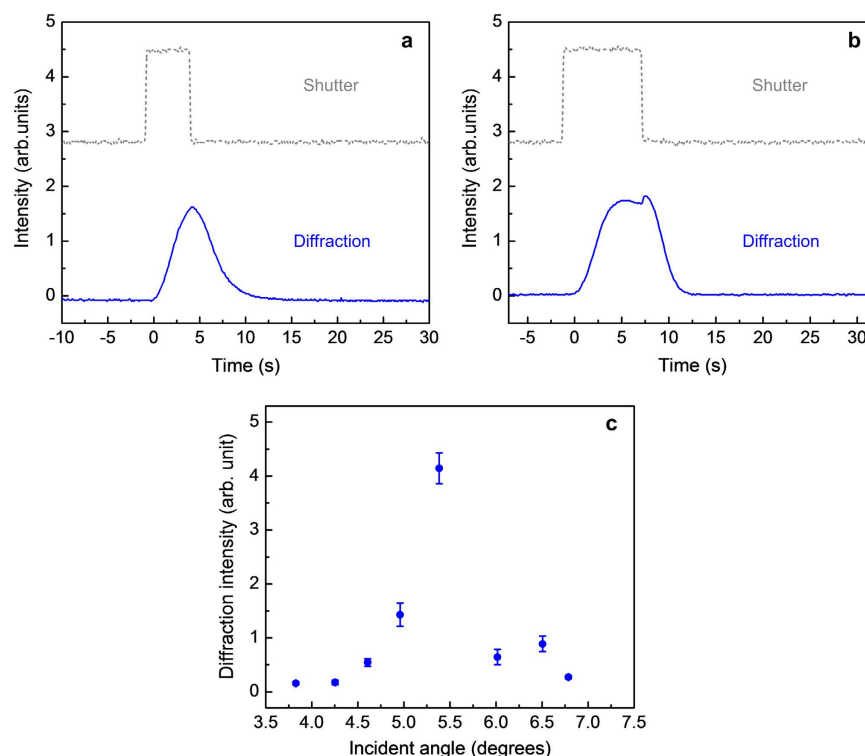 a
Intensity (arb.units)
5
4
3
2
1
0
Shutter
Diffraction
-10 -5 0 5 10 15 20 25 30
Time (s)
b
Intensity (arb.units)
5
4
3
2
1
0
Shutter
Diffraction
-5 0 5 10 15 20 25 30
Time (s)
c
Diffraction intensity (arb. unit)
5
4
3
2
1
0
3.5 4.0 4.5 5.0 5.5 6.0 6.5 7.0 7.5
Incident angle (degrees)